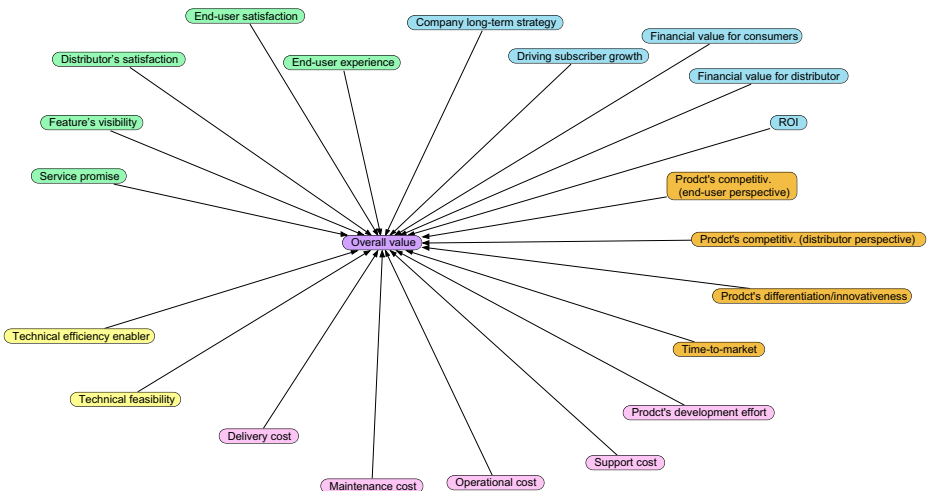 End-user satisfaction
Company long-term strategy
Financial value for consumers
Distributor's satisfaction
End-user experience
Driving subscriber growth
Financial value for distributor
Feature's visibility
ROI
Service promise
Prodct's competitiv.
(end-user perspective)
Overall value
Prodct's competitiv. (distributor perspective)
Prodct's differentiation/innovativeness
Technical efficiency enabler
Time-to-market
Technical feasibility
Prodct's development effort
Delivery cost
Support cost
Maintenance cost
Operational cost